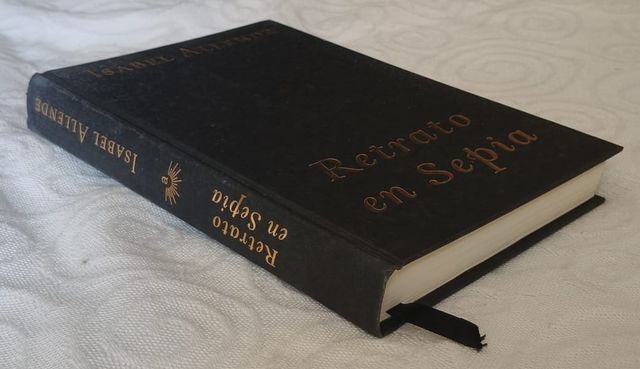 ISABEL ALLENDE
Retrato
en Sepia
ISABEL ALLENDE
a
Retrato
en Sepia